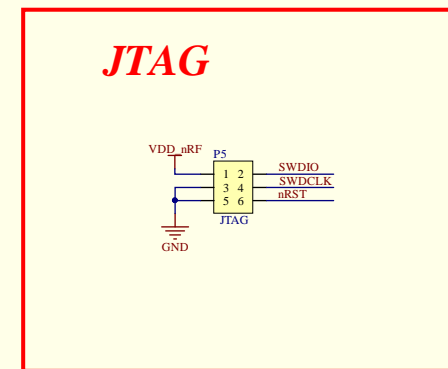 JTAG
VDD_nRF
P5
1 2 SWDIO
3 4 SWDCLK
5 6 nRST
JTAG
GND